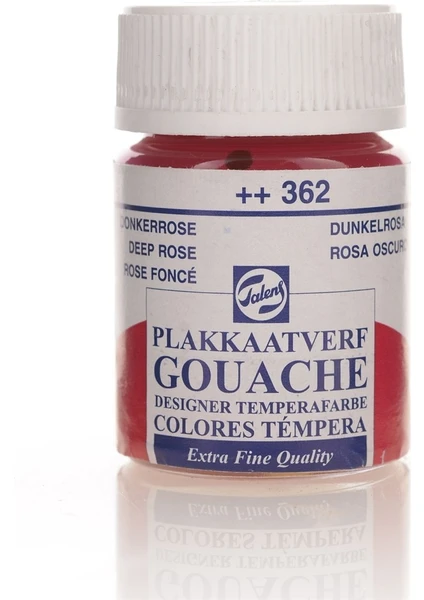 ++ 362
DONKERROSE
DEEP ROSE
ROSE FONCÉ
DUNKELROSA
ROSA OSCURO
Talens
PLAKKAATVERF
GOUACHE
DESIGNER TEMPERAFARBE
COLORES TÉMPERA
Extra Fine Quality